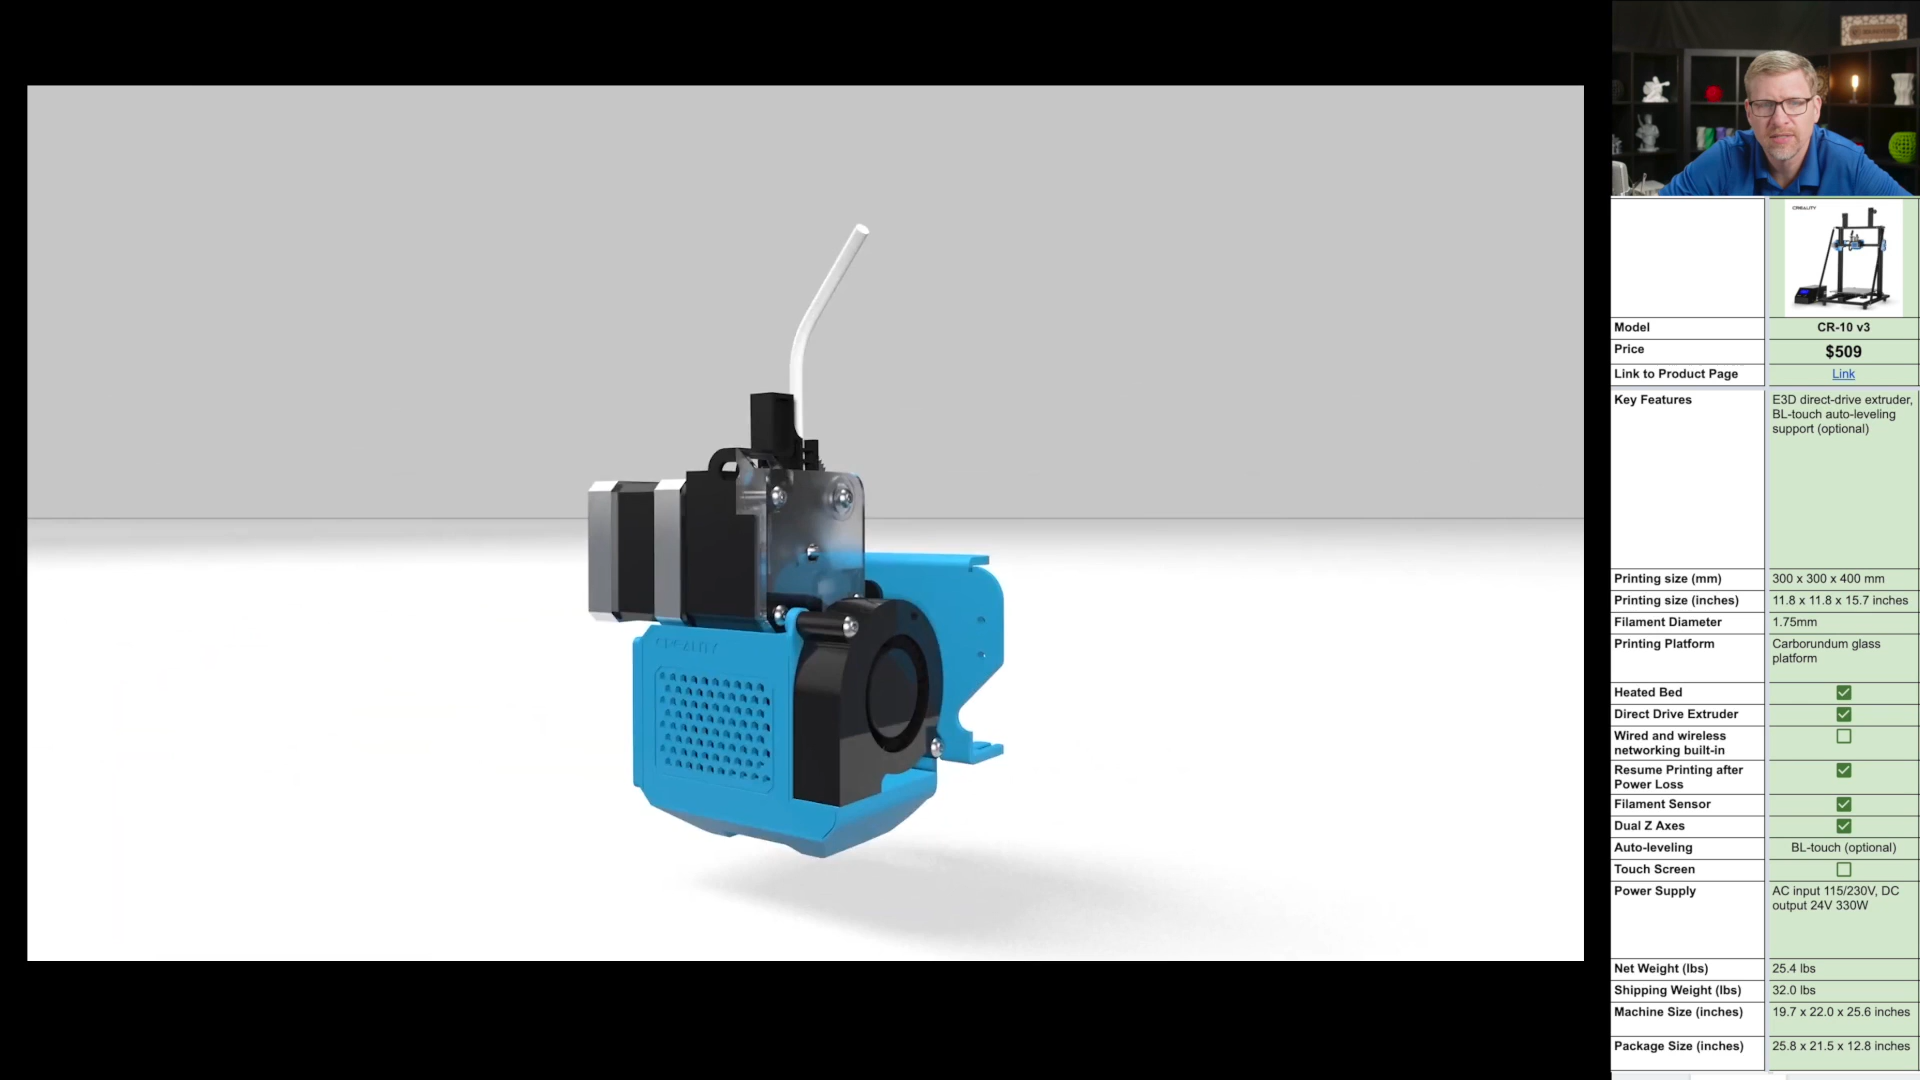 CREALITY
CREALITY
Model CR-10 v3
Price $509
Link to Product Page Link
Key Features E3D direct-drive extruder,
BL-touch auto-leveling
support (optional)
Printing size (mm) 300 x 300 x 400 mm
Printing size (inches) 11.8 x 11.8 x 15.7 inches
Filament Diameter 1.75mm
Printing Platform Carborundum glass
platform
Heated Bed
Direct Drive Extruder
Wired and wireless
networking built-in
Resume Printing after
Power Loss
Filament Sensor
Dual Z Axes
Auto-leveling BL-touch (optional)
Touch Screen
Power Supply AC input 115/230V, DC
output 24V 330W
Net Weight (lbs) 25.4 lbs
Shipping Weight (lbs) 32.0 lbs
Machine Size (inches) 19.7 x 22.0 x 25.6 inches
Package Size (inches) 25.8 x 21.5 x 12.8 inches